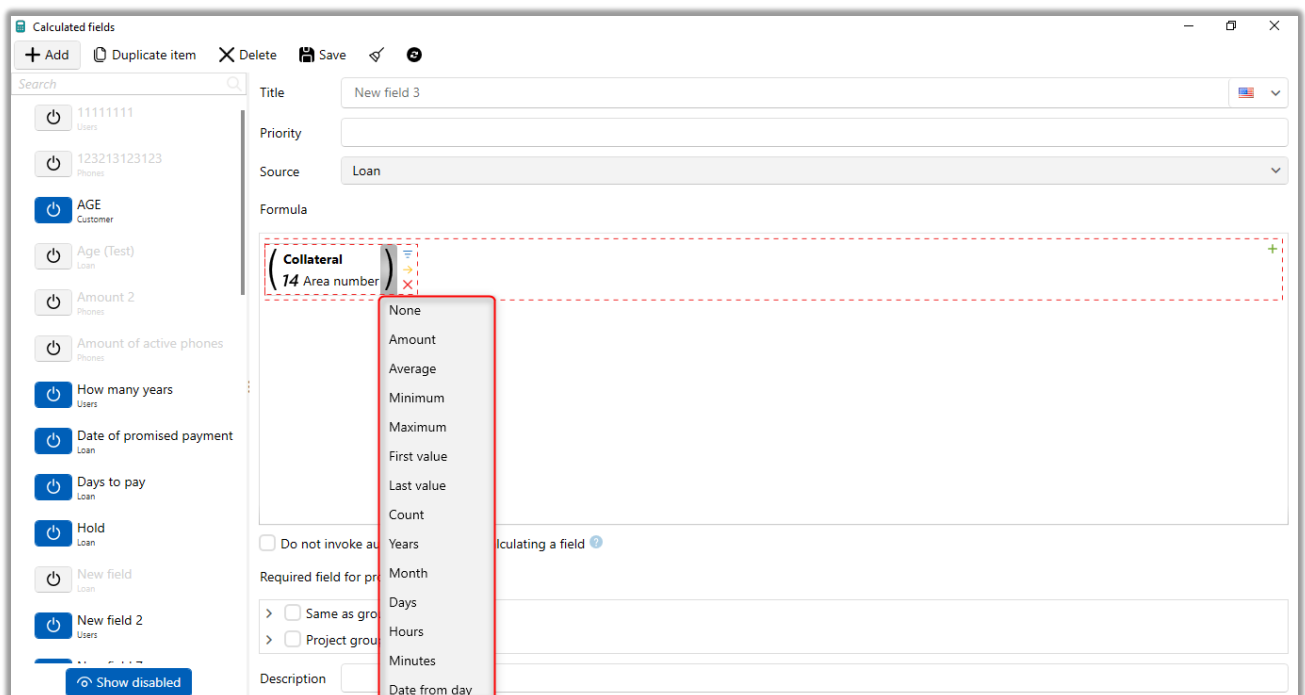 Calculated fields
Add Duplicate item Delete Save
Search
11111111
Users
123213123123
Phones
AGE
Customer
Age (Test)
Loan
Amount 2
Phones
Amount of active phones
Phones
How many years
Users
Date of promised payment
Loan
Days to pay
Loan
Hold
Loan
New field
Loan
New field 2
Users
Show disabled
Title New field 3
Priority
Source Loan
Formula
( Collateral )
14 Area number
None
Amount
Average
Minimum
Maximum
First value
Last value
Count
Years
Month
Days
Hours
Minutes
Date from day
Do not invoke lculating a field ?
Required field for
Same as
Project
Description